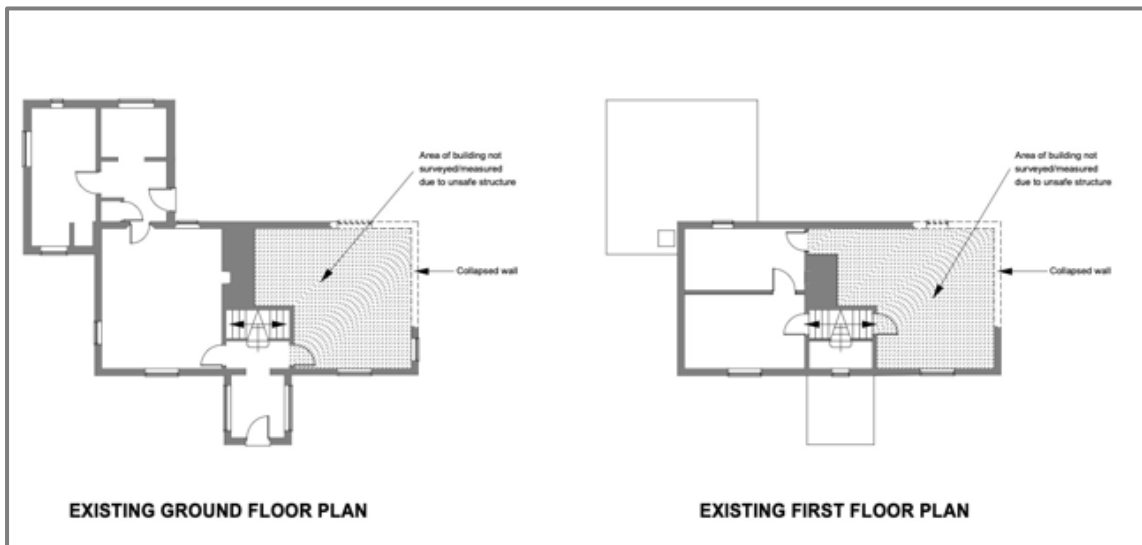 Area of building not
surveyed/measured
due to unsafe structure
Collapsed wall
EXISTING GROUND FLOOR PLAN
Area of building not
surveyed/measured
due to unsafe structure
Collapsed wall
EXISTING FIRST FLOOR PLAN